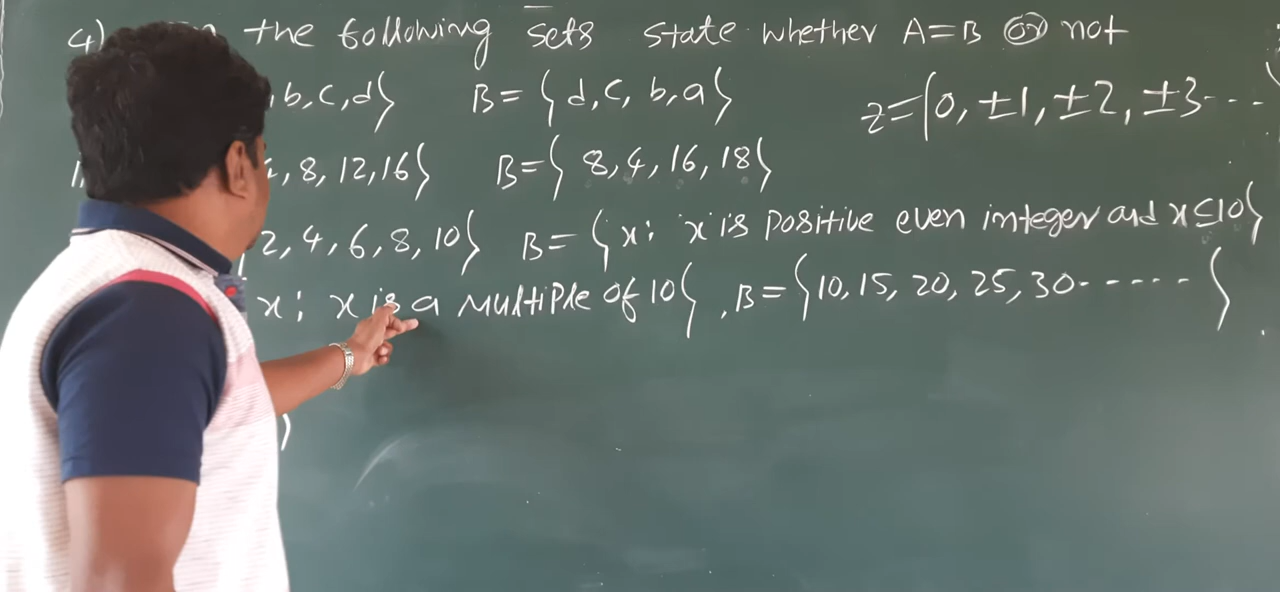 4) the following sets state whether A=B or not
b, c, d} B = { d, c, b, a}
z={0, ±1, ±2, ±3---}
, 8, 12, 16} B={ 8, 4, 16, 18}
2, 4, 6, 8, 10} B = {x: x is positive even integer and x ≤ 10}
x : x is a multiple of 10}, B = {10, 15, 20, 25, 30------}